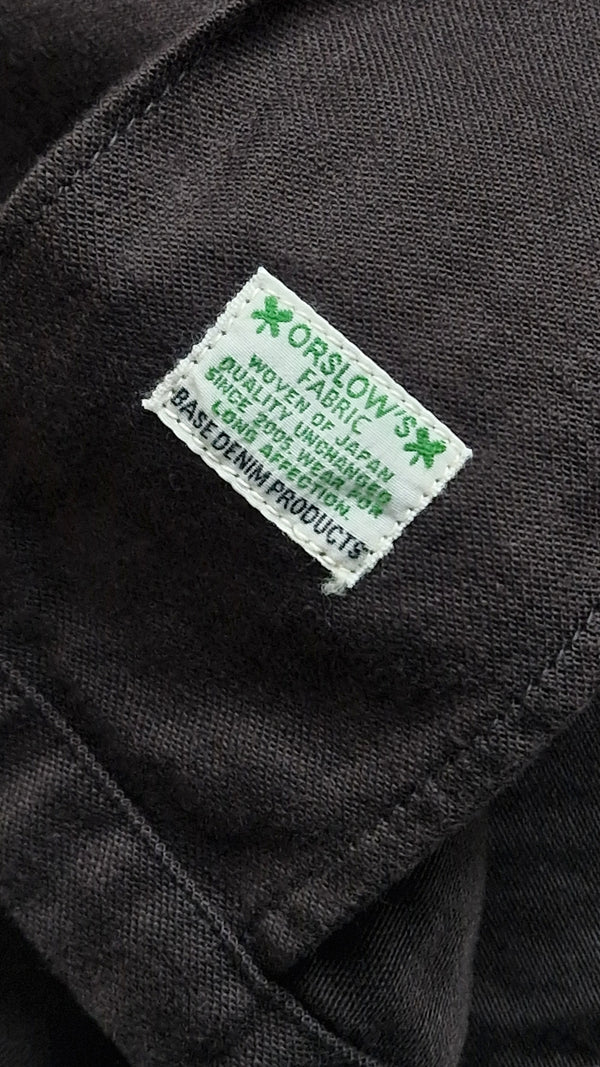 ORSLOW'S
FABRIC
WOVEN OF JAPAN
QUALITY UNCHANGED
SINCE 2005, WEAR FOR
LONG AFFECTION.
BASE DENIM PRODUCTS